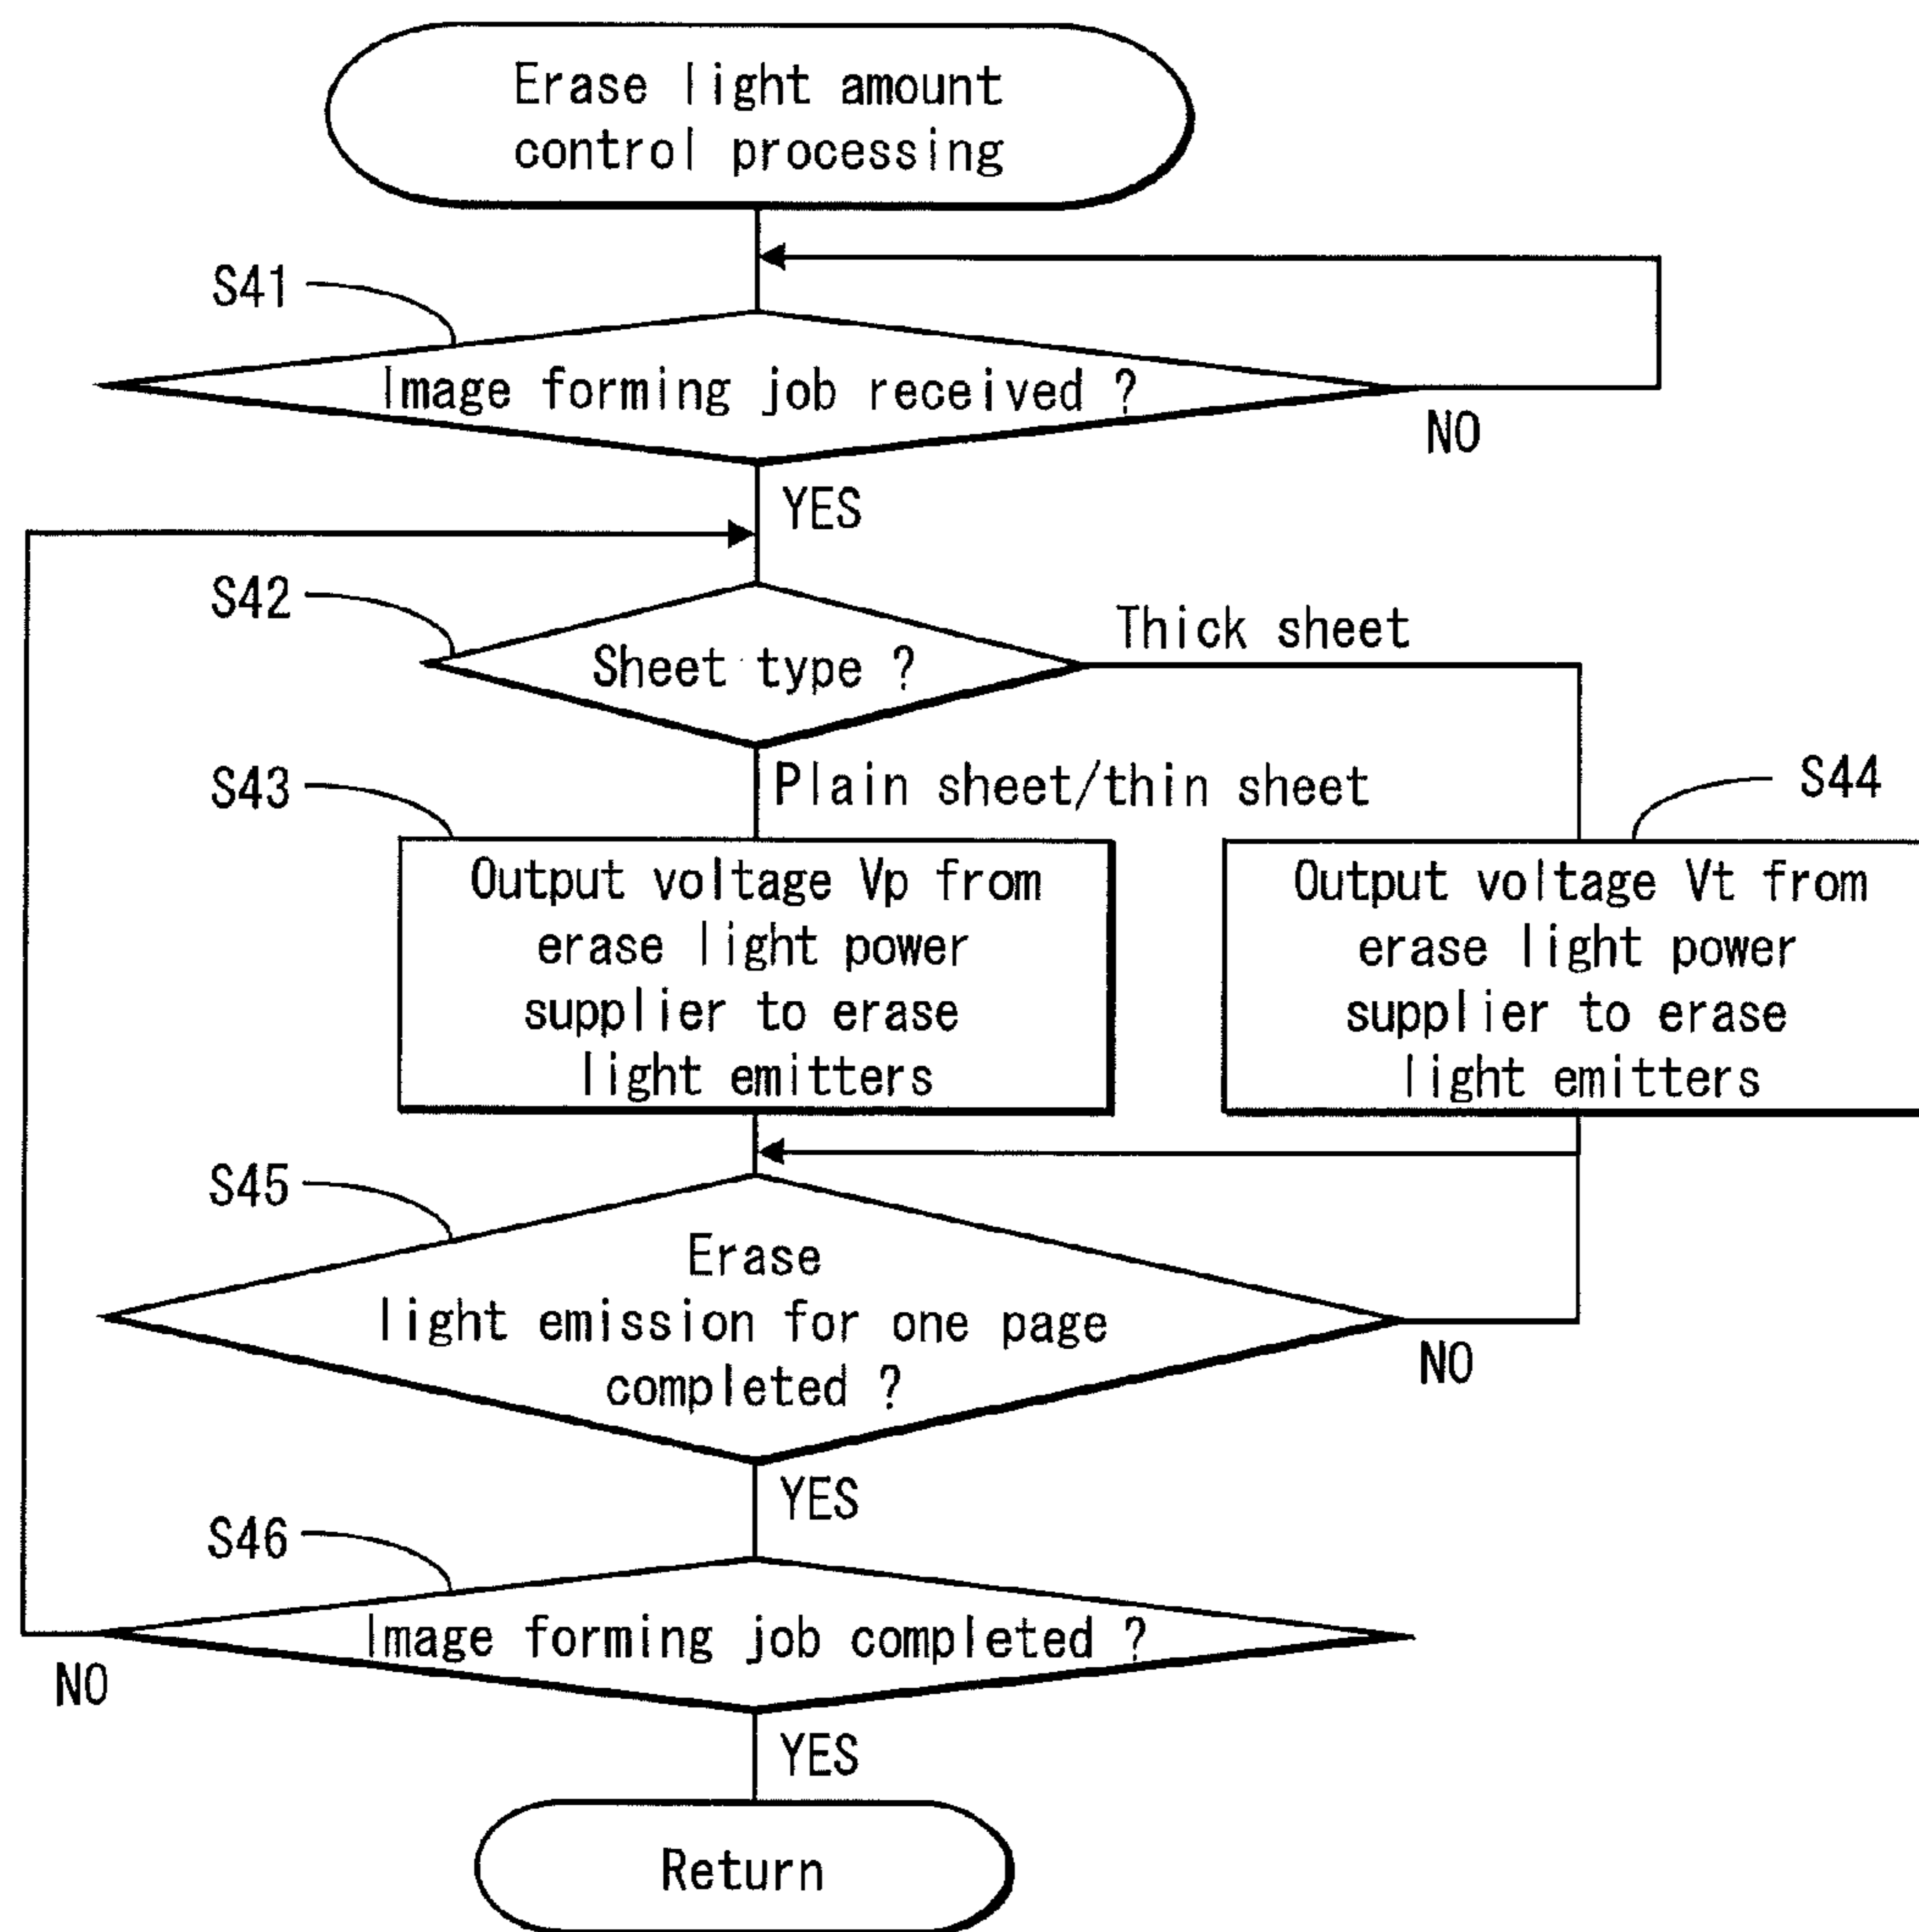 Erase light amount
control processing
S41
Image forming job received ?
NO
YES
S42
Sheet type ?
Thick sheet
Plain sheet/thin sheet
S43
Output voltage Vp from
erase light power
supplier to erase
light emitters
S44
Output voltage Vt from
erase light power
supplier to erase
light emitters
S45
Erase
light emission for one page
completed ?
NO
YES
S46
Image forming job completed ?
NO
YES
Return